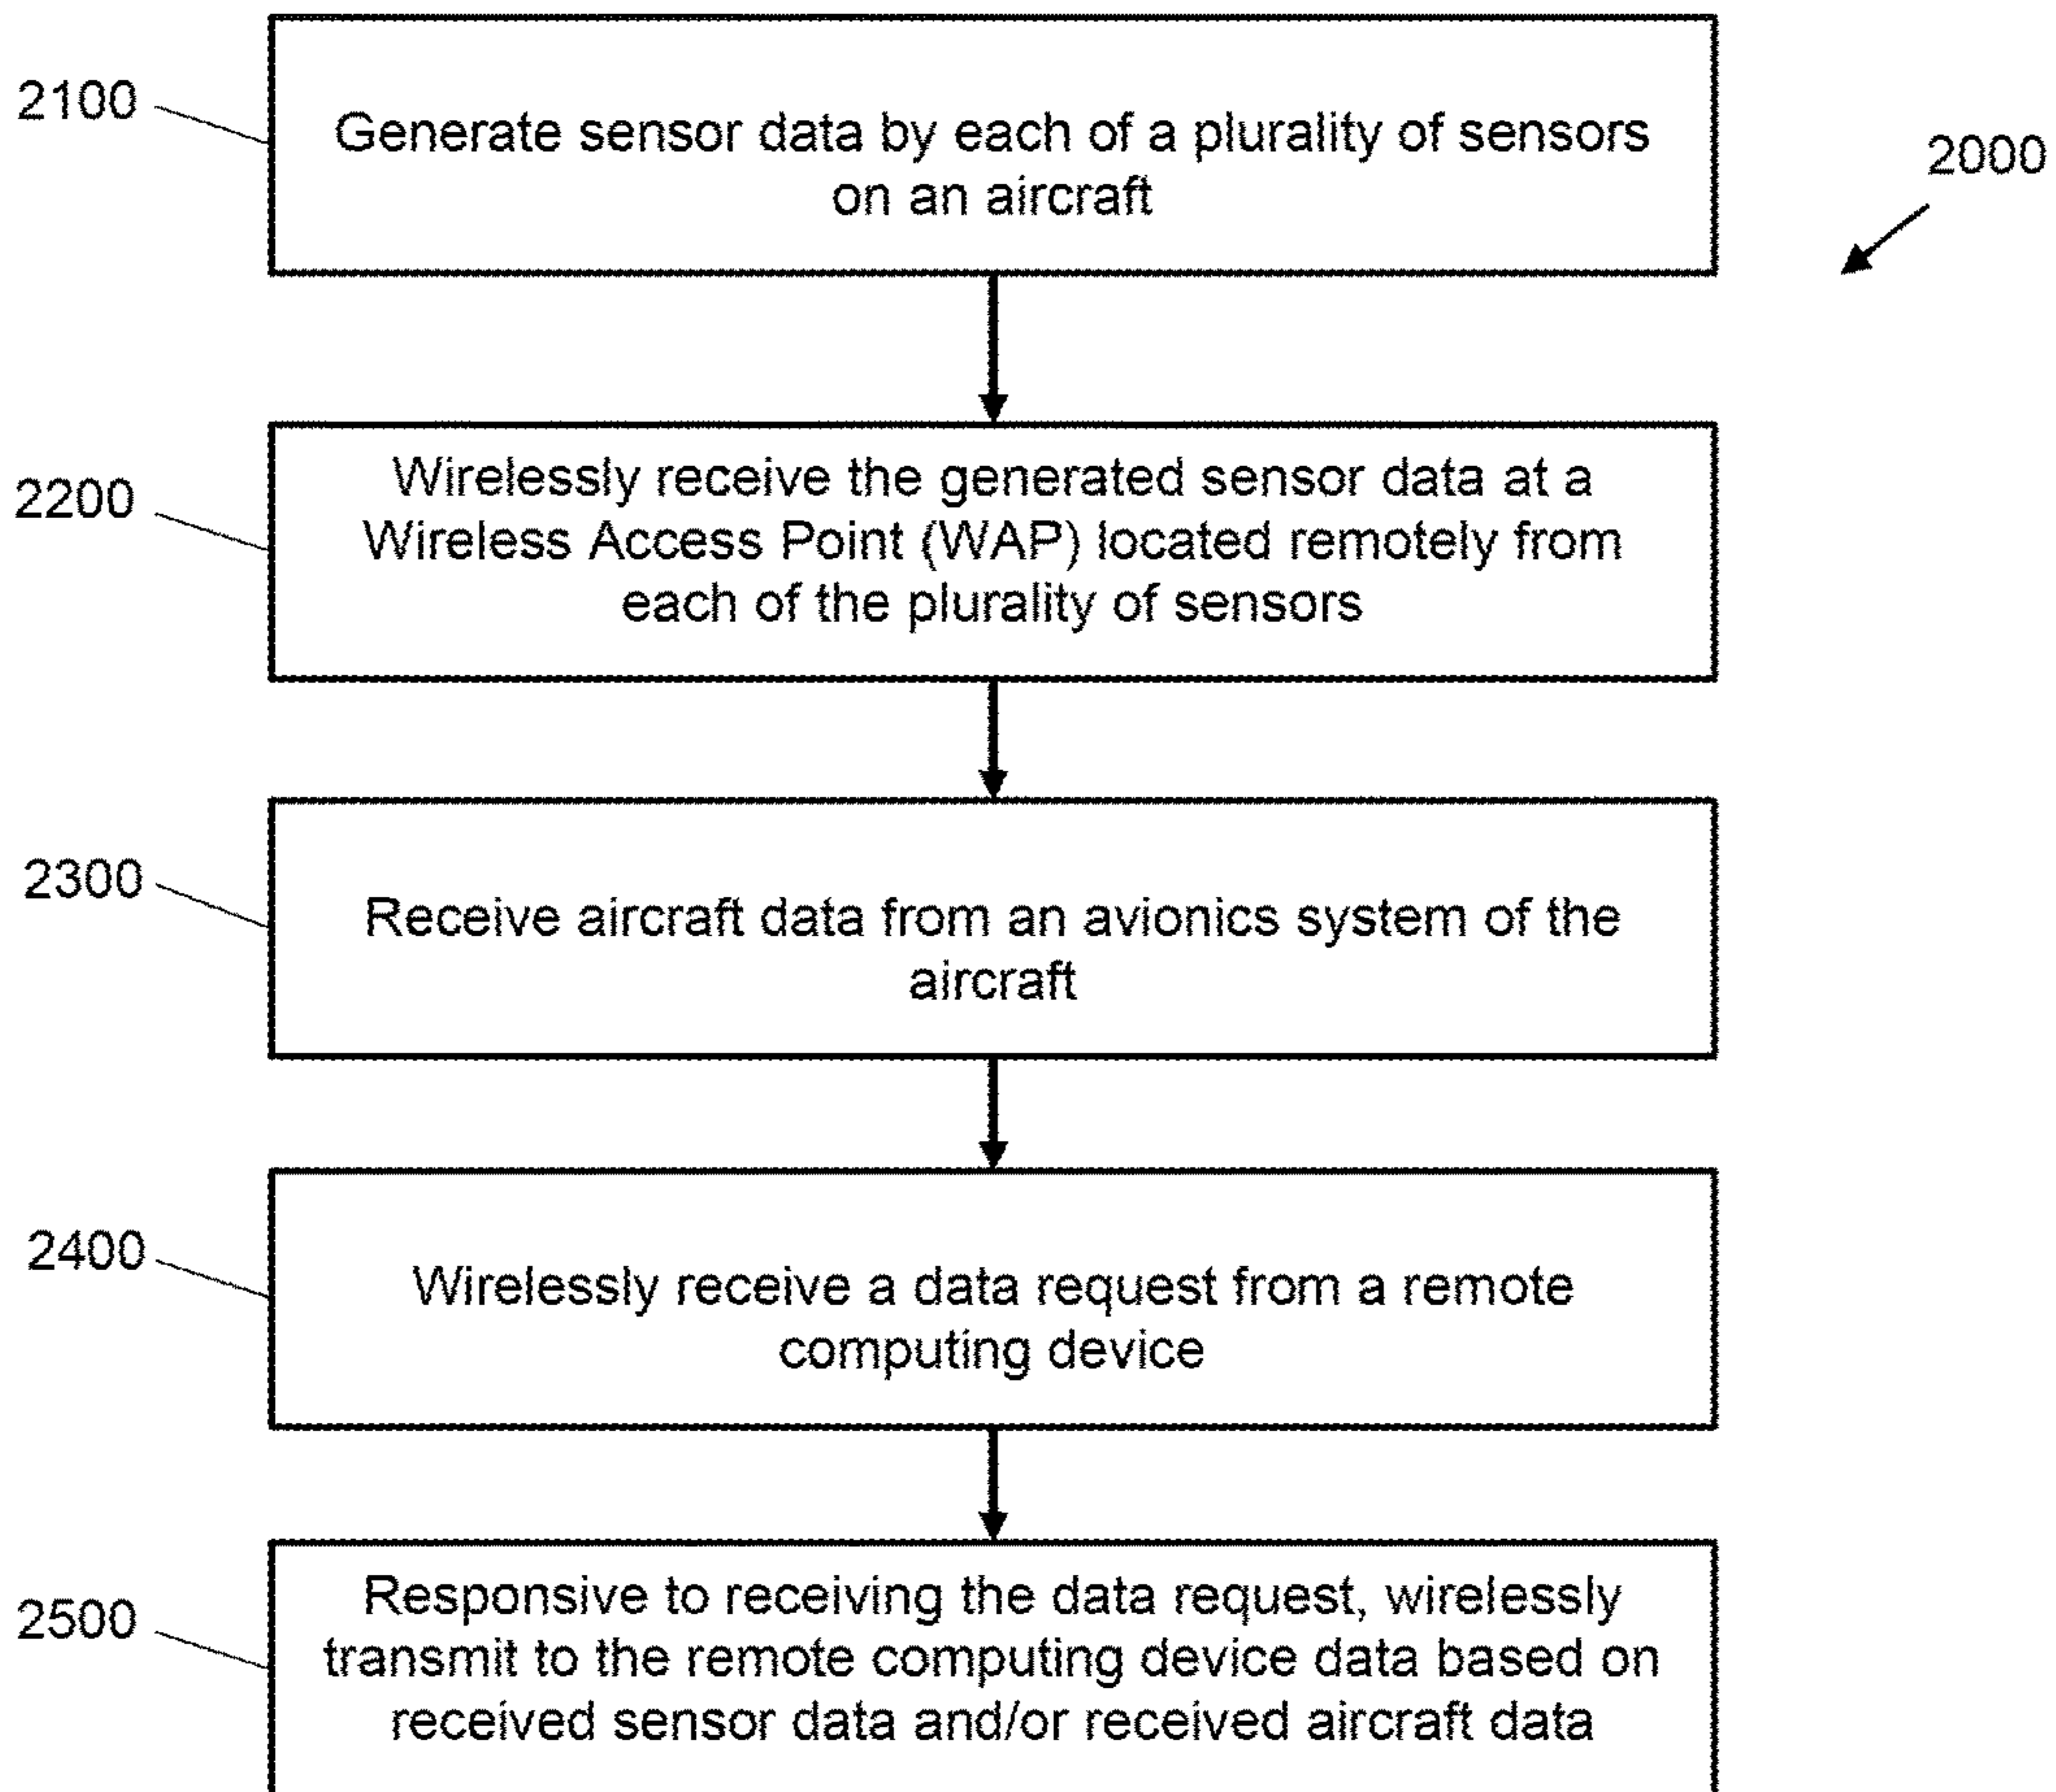 2100
Generate sensor data by each of a plurality of sensors
on an aircraft
2000
2200
Wirelessly receive the generated sensor data at a
Wireless Access Point (WAP) located remotely from
each of the plurality of sensors
2300
Receive aircraft data from an avionics system of the
aircraft
2400
Wirelessly receive a data request from a remote
computing device
2500
Responsive to receiving the data request, wirelessly
transmit to the remote computing device data based on
received sensor data and/or received aircraft data